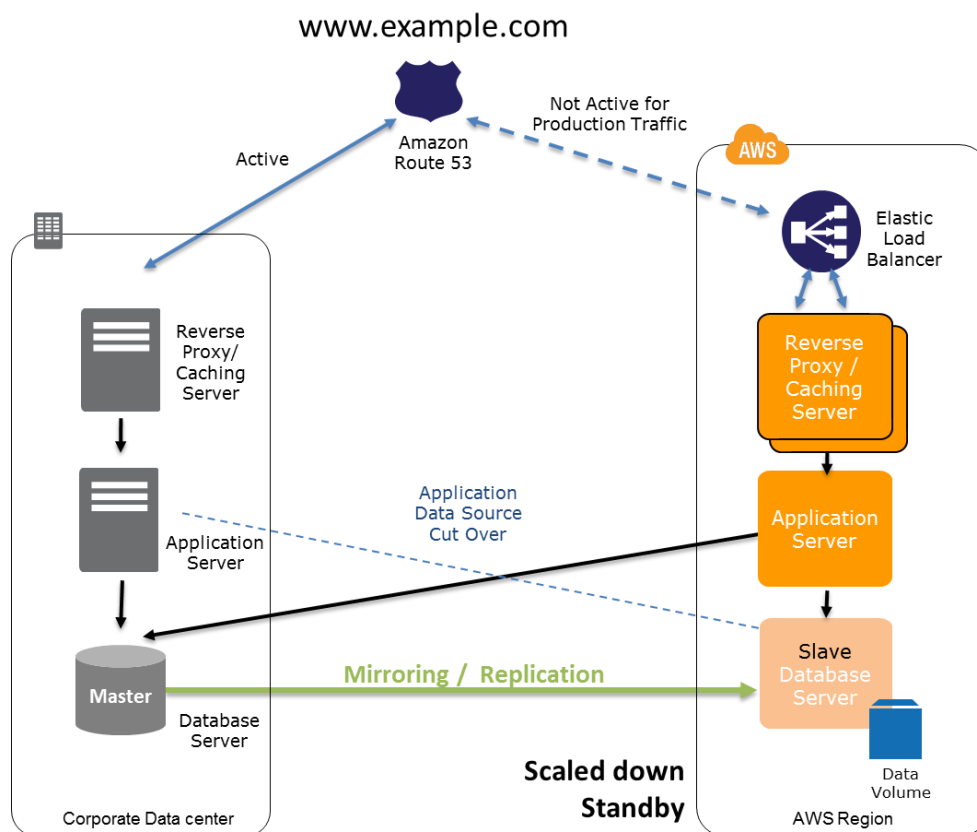 www.example.com
Not Active for
Production Traffic
Active
Amazon
Route 53
AWS
Elastic
Load
Balancer
Reverse
Proxy/
Caching
Server
Reverse
Proxy /
Caching
Server
Application
Data Source
Cut Over
Application
Server
Application
Server
Master
Database
Server
Mirroring / Replication
Slave
Database
Server
Scaled down
Standby
Data
Volume
Corporate Data center
AWS Region